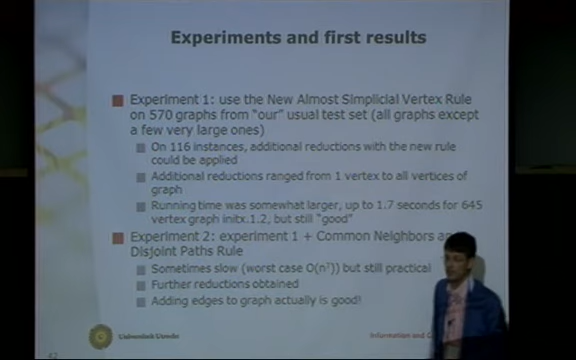 Experiments and first results
Experiment 1: use the New Almost Simplicial Vertex Rule
on 570 graphs from "our" usual test set (all graphs except
a few very large ones)
On 116 instances, additional reductions with the new rule
could be applied
Additional reductions ranged from 1 vertex to all vertices of
graph
Running time was somewhat larger, up to 1.7 seconds for 645
vertex graph initx.1.2, but still "good"
Experiment 2: experiment 1 + Common Neighbors
Disjoint Paths Rule
Sometimes slow (worst case O(n⁷)) but still practical
Further reductions obtained
Adding edges to graph actually is good!
Universiteit Utrecht
Information and
42